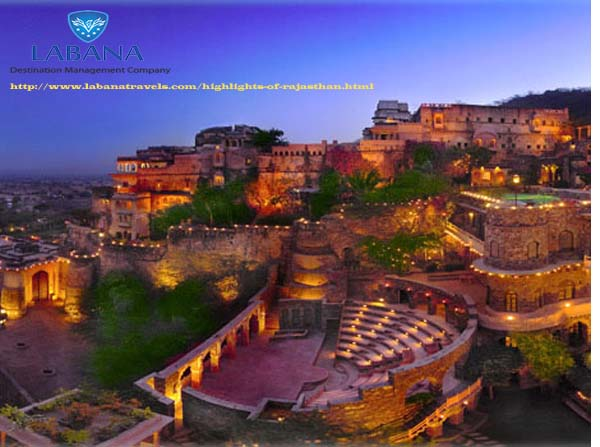 LABANA
Destination Management Company
http://www.labanatravels.com/highlights-of-rajasthan.html